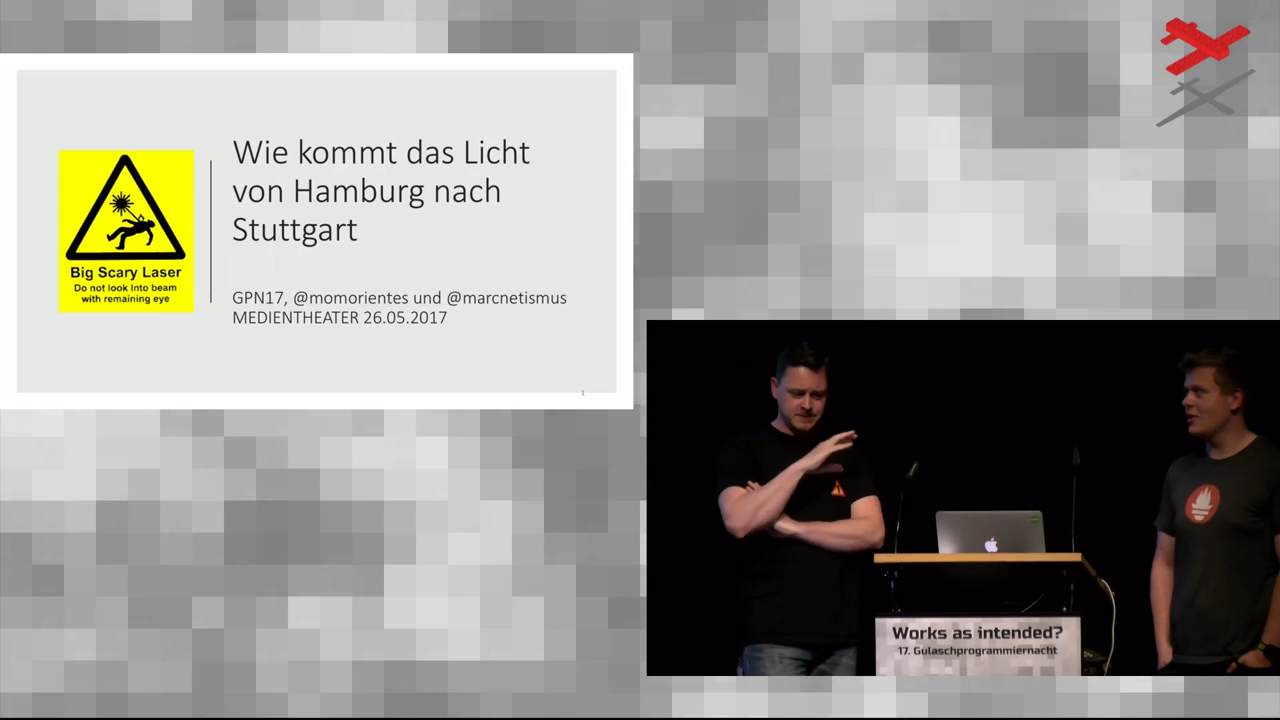 Wie kommt das Licht
von Hamburg nach
Stuttgart
Big Scary Laser
Do not look Into beam
with remaining eye
GPN17, @momorientes und @marcnetismus
MEDIENTHEATER 26.05.2017
1
Works as intended?
17. Gulaschprogrammiernacht